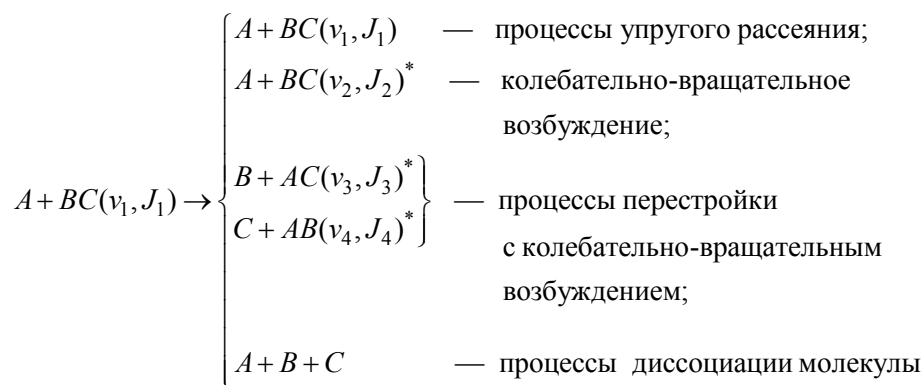 A + BC(v₁, J₁) — процессы упругого рассеяния;
A + BC(v₂, J₂)* — колебательно-вращательное
возбуждение;
A + BC(v₁, J₁) → B + AC(v₃, J₃)*
C + AB(v₄, J₄)* — процессы перестройки
с колебательно-вращательным
возбуждением;
A + B + C — процессы диссоциации молекулы